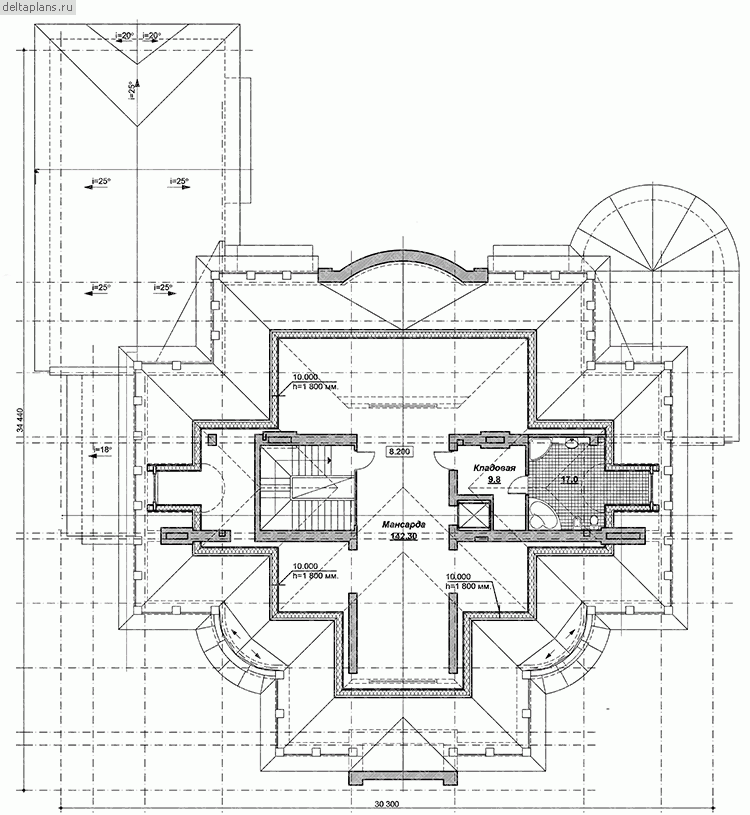 deltaplans.ru
i=20° i=20°
i=25°
i=25° i=25°
i=25° i=25°
34 440
10.000
h=1 800 мм.
i=18°
8.200
Кладовая
9.8
17.0
Мансарда
142.30
10.000
h=1 800 мм.
10.000
h=1 800 мм.
30 300